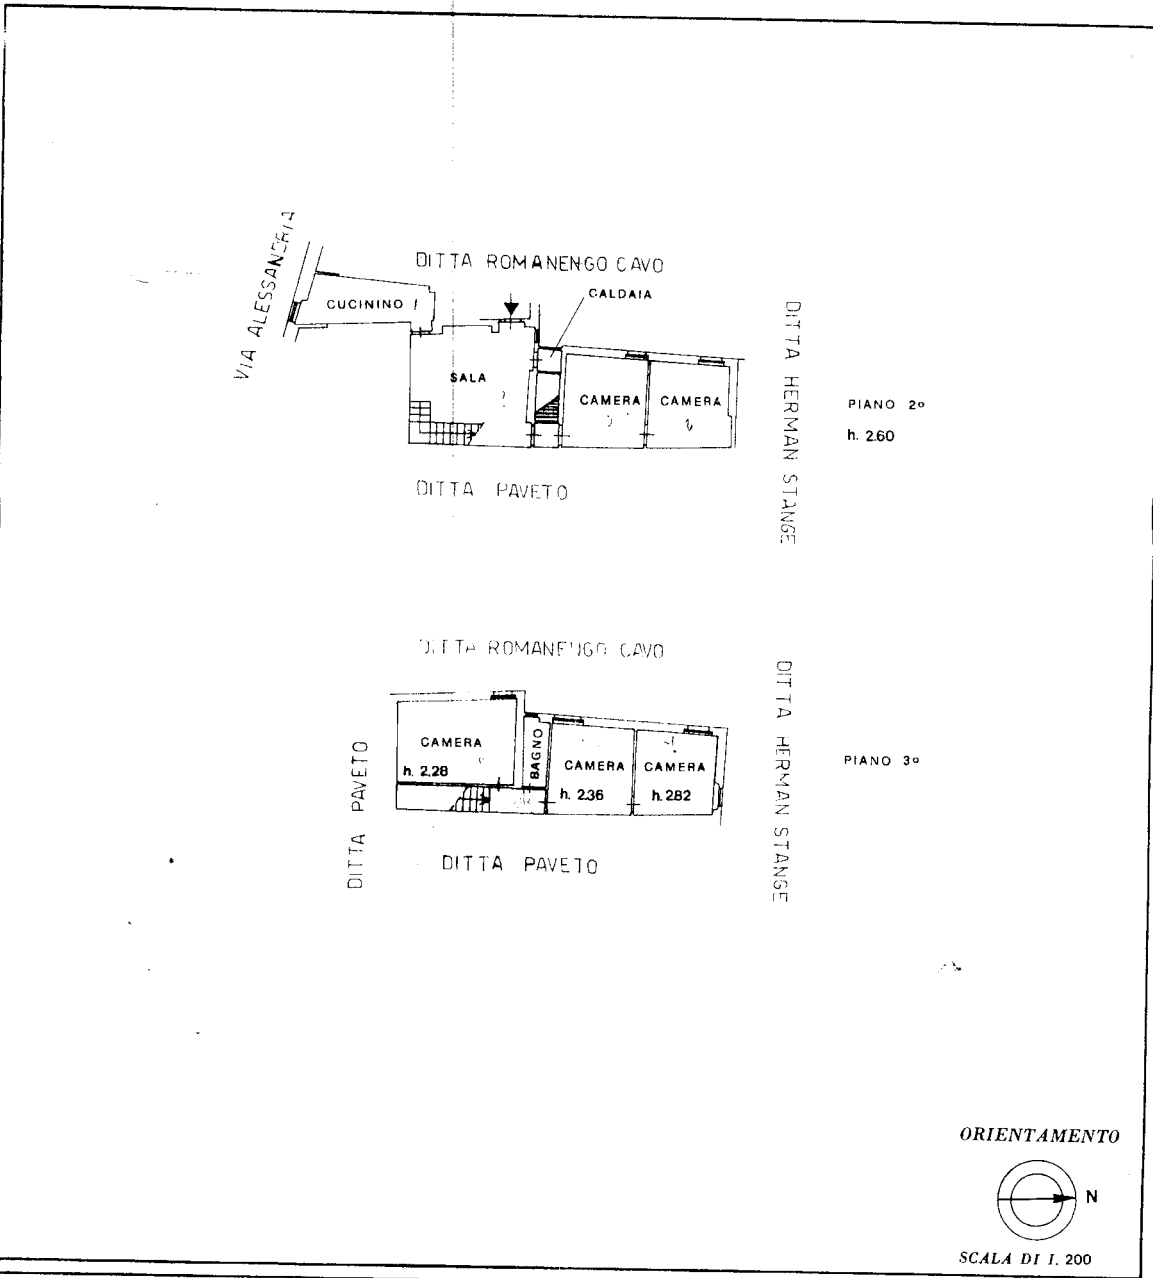 VIA ALESSANDRIA
DITTA ROMANENGO CAVO
CALDAIA
CUCININO
SALA
CAMERA
CAMERA
DITTA HERMAN STANGE
PIANO 2º
h. 2.60
DITTA PAVETO
DITTA ROMANENGO CAVO
DITTA PAVETO
CAMERA
h. 2.28
BAGNO
CAMERA
h. 2.36
CAMERA
h. 2.82
DITTA HERMAN STANGE
PIANO 3º
DITTA PAVETO
ORIENTAMENTO
N
SCALA DI 1. 200